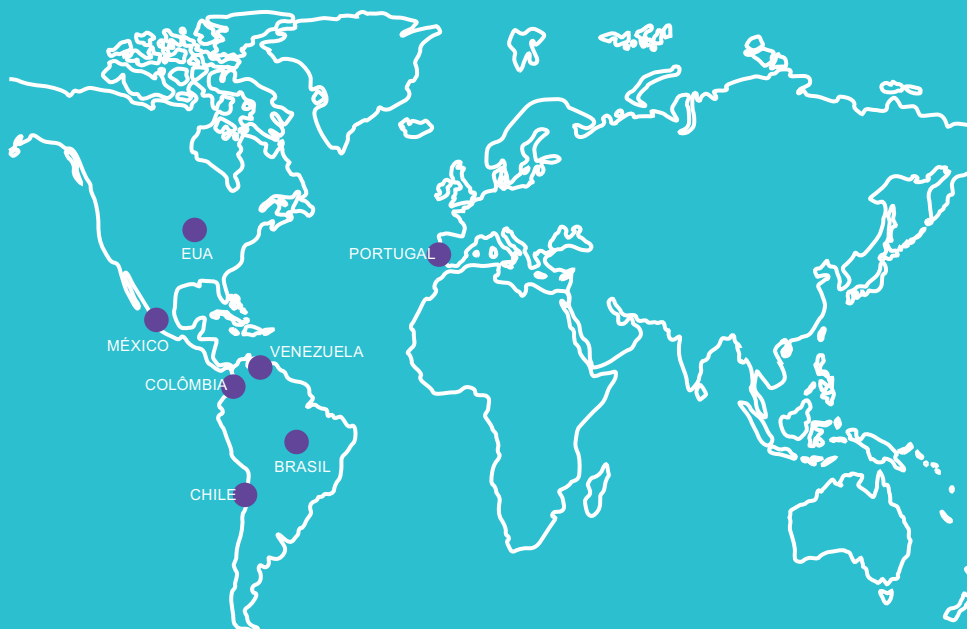 EUA
PORTUGAL
MÉXICO
VENEZUELA
COLÔMBIA
BRASIL
CHILE